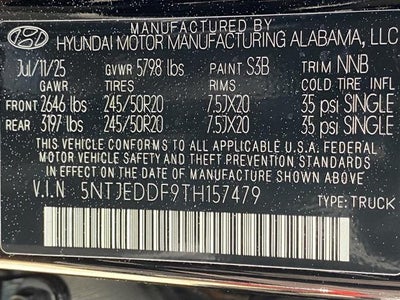 MANUFACTURED BY
HYUNDAI MOTOR MANUFACTURING ALABAMA, LLC
Jul/11/25 GVWR 5798 lbs PAINT S3B TRIM NNB
GAWR TIRES RIMS COLD TIRE INFL
FRONT 2646 lbs 245/50R20 7.5JX20 35 psi SINGLE
REAR 3197 lbs 245/50R20 7.5JX20 35 psi SINGLE
THIS VEHICLE CONFORMS TO ALL APPLICABLE U.S.A. FEDERAL
MOTOR VEHICLE SAFETY AND THEFT PREVENTION STANDARDS IN EFFECT ON THE
DATE OF MANUFACTURE SHOWN ABOVE.
V.I.N 5NTJEDDF9TH157479
TYPE: TRUCK